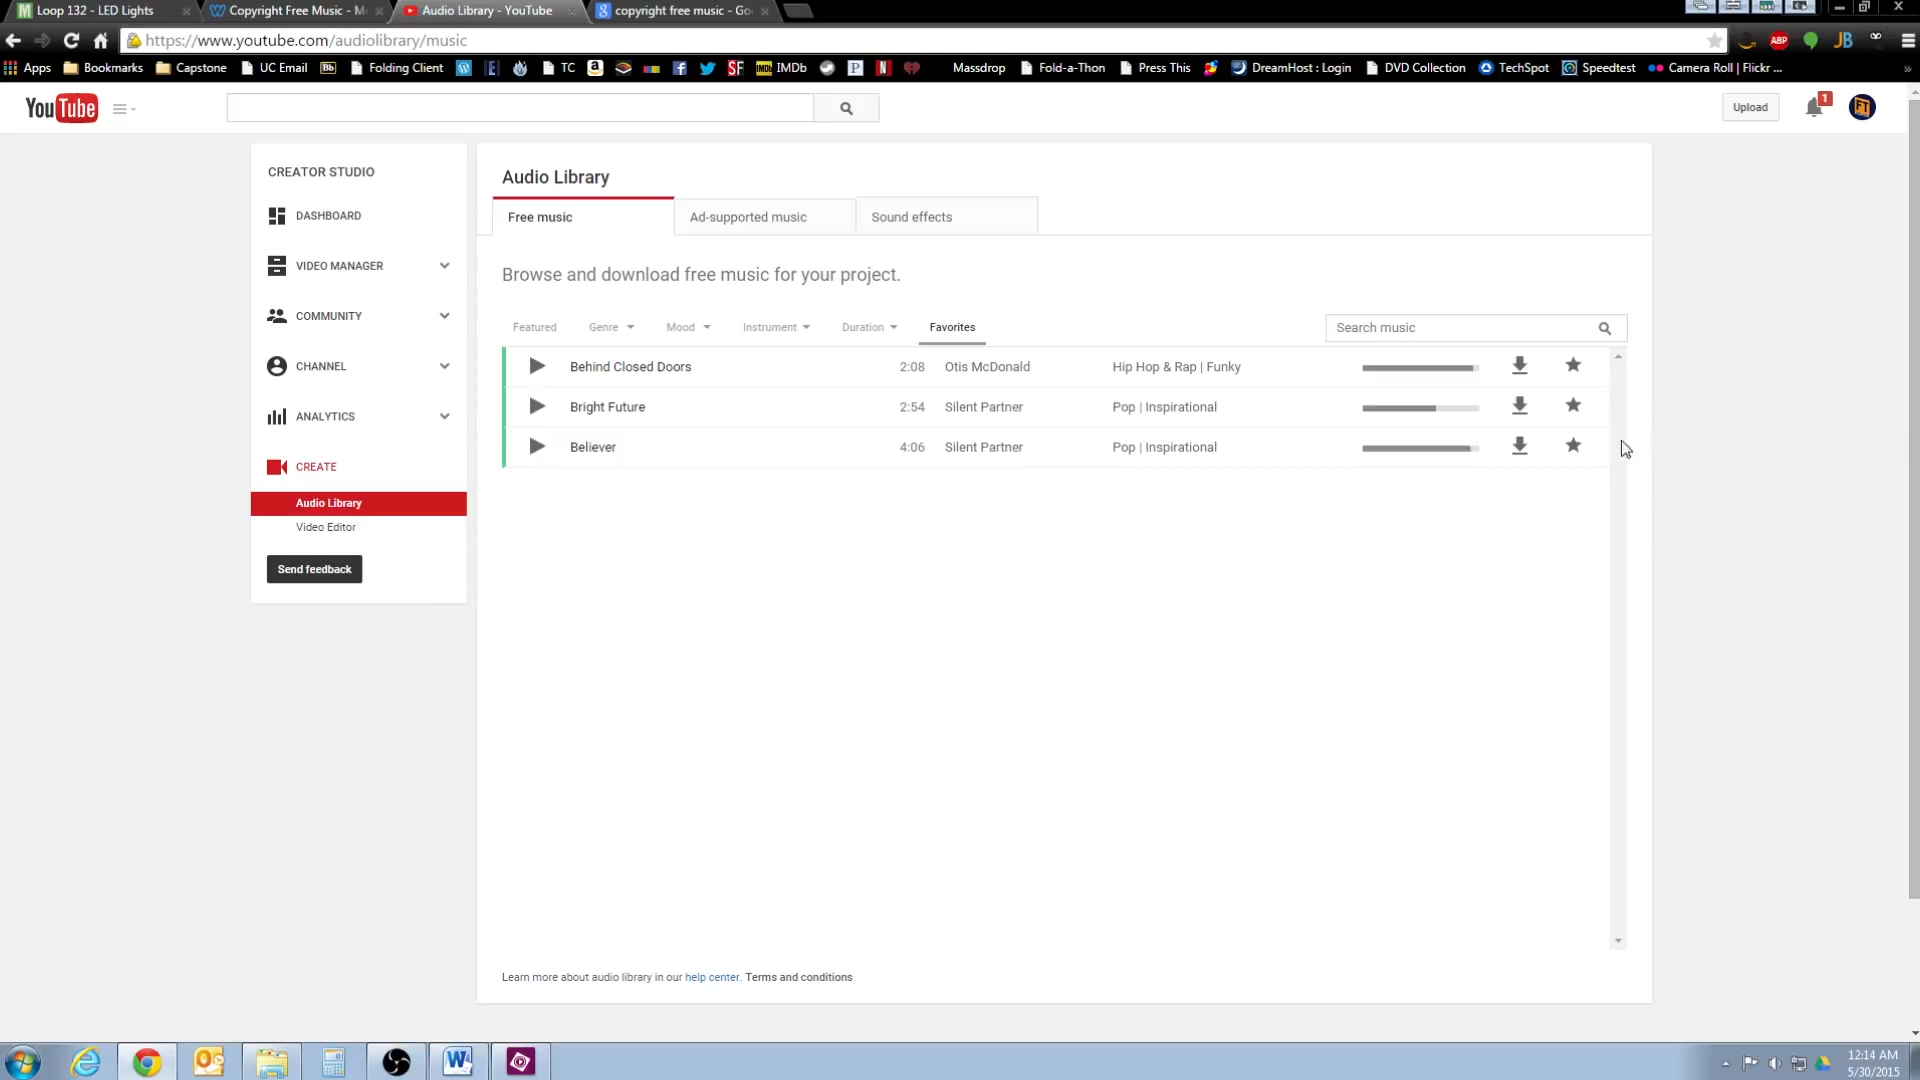 Loop 132 - LED Lights
Copyright Free Music - M
Audio Library - YouTube
copyright free music - Go
https://www.youtube.com/audiolibrary/music
ABP
JB
Apps
Bookmarks
Capstone
UC Email
Bb
Folding Client
TC
IMDb
Massdrop
Fold-a-Thon
Press This
DreamHost : Login
DVD Collection
TechSpot
Speedtest
Camera Roll | Flickr ...
YouTube
Upload
1
FT
CREATOR STUDIO
DASHBOARD
VIDEO MANAGER
COMMUNITY
CHANNEL
ANALYTICS
CREATE
Audio Library
Video Editor
Send feedback
Audio Library
Free music
Ad-supported music
Sound effects
Browse and download free music for your project.
Featured
Genre
Mood
Instrument
Duration
Favorites
Search music
Behind Closed Doors 2:08 Otis McDonald Hip Hop & Rap | Funky
Bright Future 2:54 Silent Partner Pop | Inspirational
Believer 4:06 Silent Partner Pop | Inspirational
Learn more about audio library in our help center. Terms and conditions
12:14 AM
5/30/2015